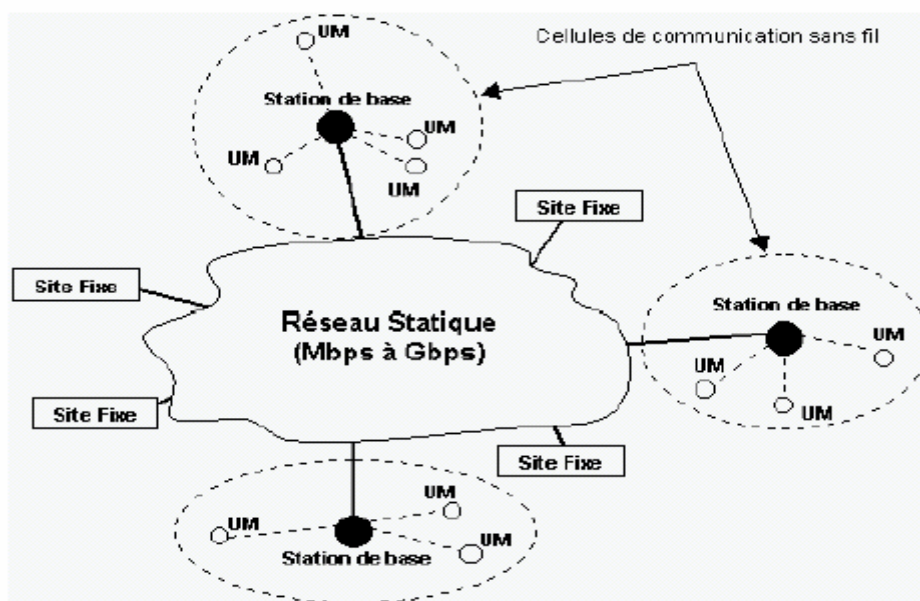 UM
Cellules de communication sans fil
Station de base
UM
UM
UM
Site Fixe
Site Fixe
Station de base
Réseau Statique
(Mbps à Gbps)
UM
UM
Site Fixe
UM
Site Fixe
UM
UM
UM
Station de base